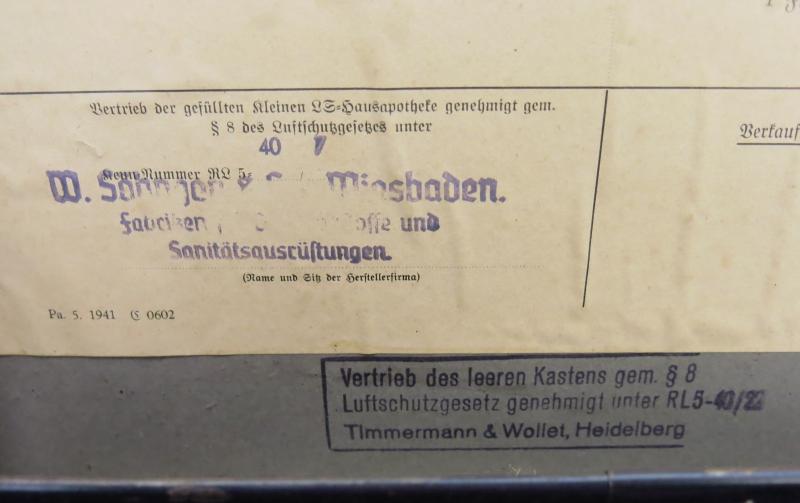 Vertrieb der gefüllten Kleinen LS-Hausapotheke genehmigt gem.
§ 8 des Luftschutzgesetzes unter
40
Kenn-Nummer RL 5-
W. Wiesbaden.
Fabriken und
Sanitätsausrüstungen.
(Name und Sitz der Herstellerfirma)
Pa. 5. 1941 C 0602
Verkauf
Vertrieb des leeren Kastens gem. § 8
Luftschutzgesetz genehmigt unter RL5-40/22
Timmermann & Wollet, Heidelberg